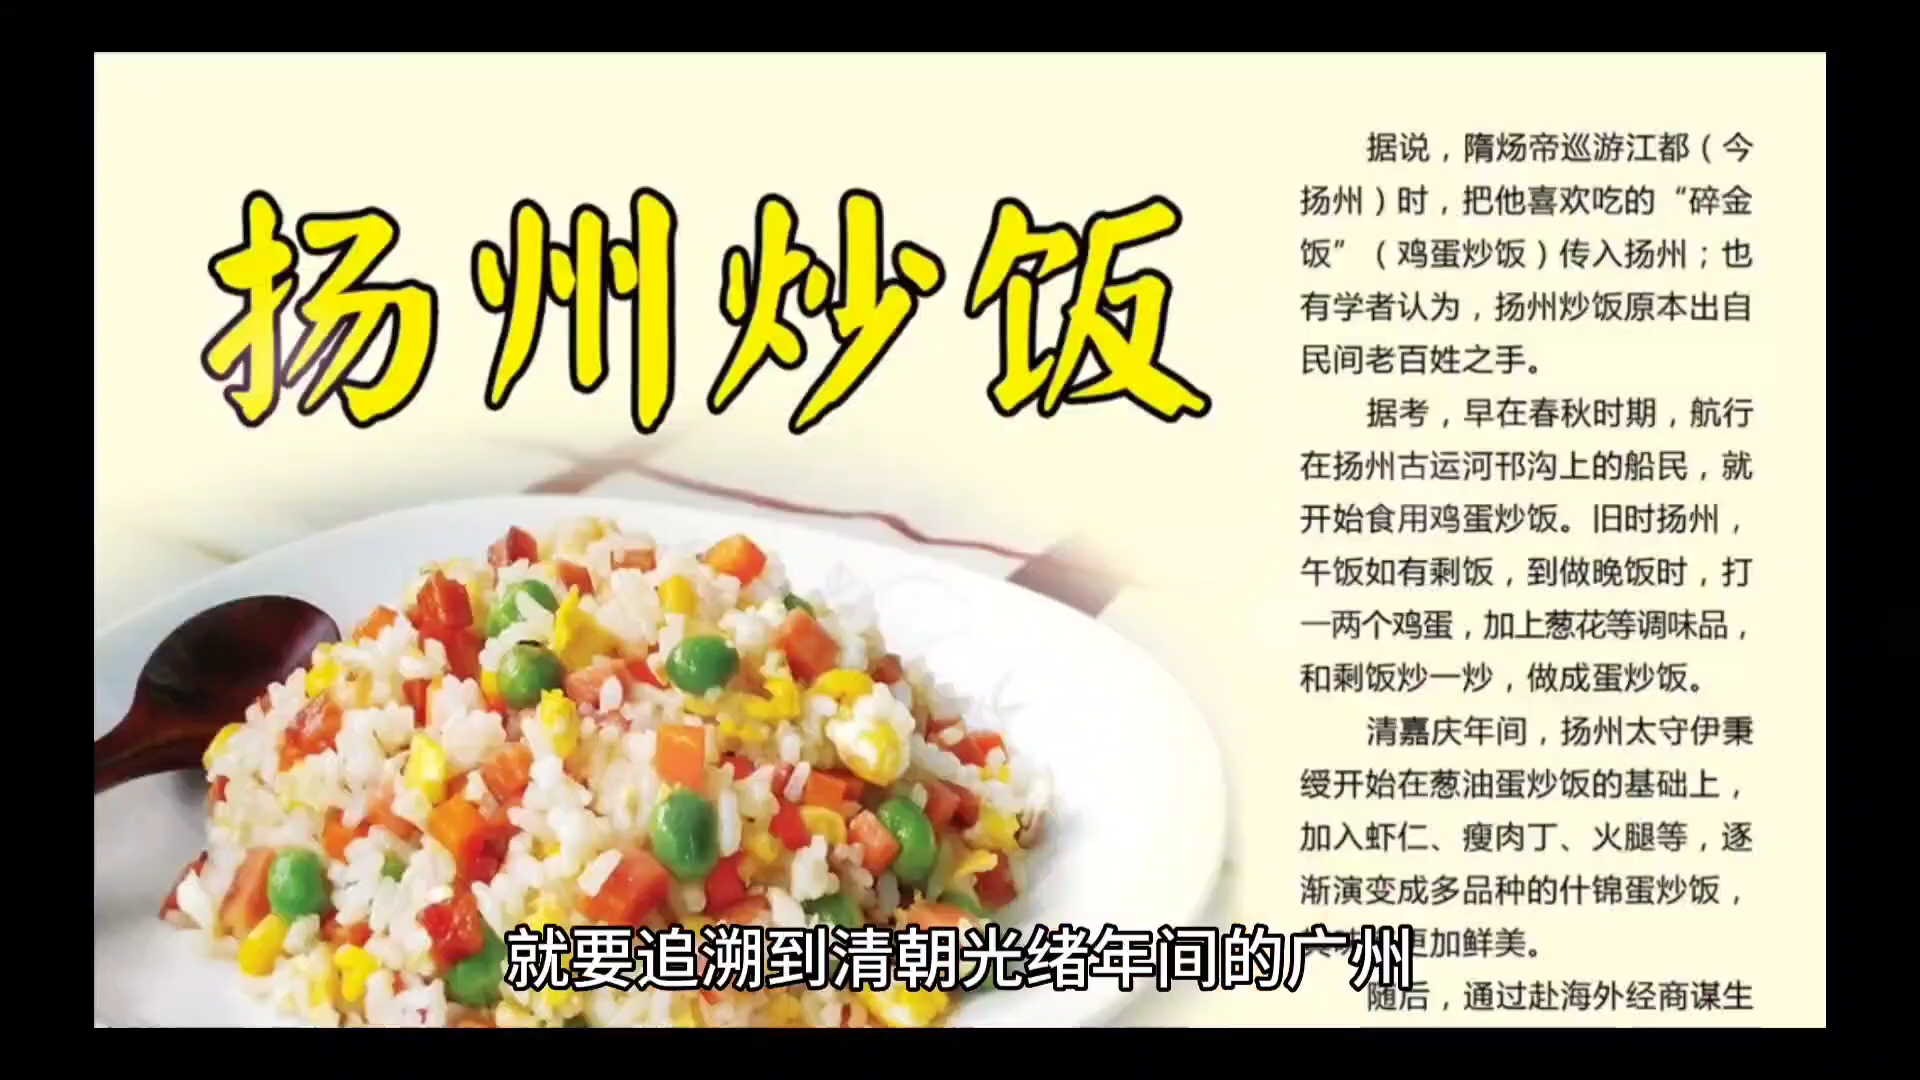 扬州炒饭
据说，隋炀帝巡游江都（今
扬州）时，把他喜欢吃的“碎金
饭”（鸡蛋炒饭）传入扬州；也
有学者认为，扬州炒饭原本出自
民间老百姓之手。
据考，早在春秋时期，航行
在扬州古运河邗沟上的船民，就
开始食用鸡蛋炒饭。旧时扬州，
午饭如有剩饭，到做晚饭时，打
一两个鸡蛋，加上葱花等调味品，
和剩饭炒一炒，做成蛋炒饭。
清嘉庆年间，扬州太守伊秉
绶开始在葱油蛋炒饭的基础上，
加入虾仁、瘦肉丁、火腿等，逐
渐演变成多品种的什锦蛋炒饭，
更加鲜美。
随后，通过赴海外经商谋生
就要追溯到清朝光绪年间的广州